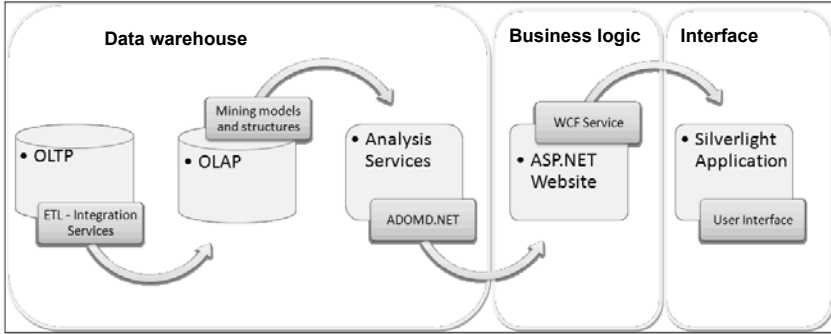 Data warehouse
Business logic
Interface
• OLTP
ETL - Integration
Services
Mining models
and structures
• OLAP
• Analysis
Services
ADOMD.NET
WCF Service
• ASP.NET
Website
• Silverlight
Application
User Interface